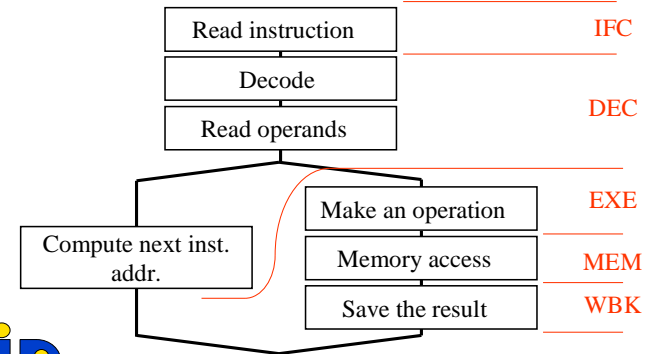 Read instruction
IFC
Decode
DEC
Read operands
EXE
Make an operation
Compute next inst.
addr.
Memory access
MEM
WBK
Save the result